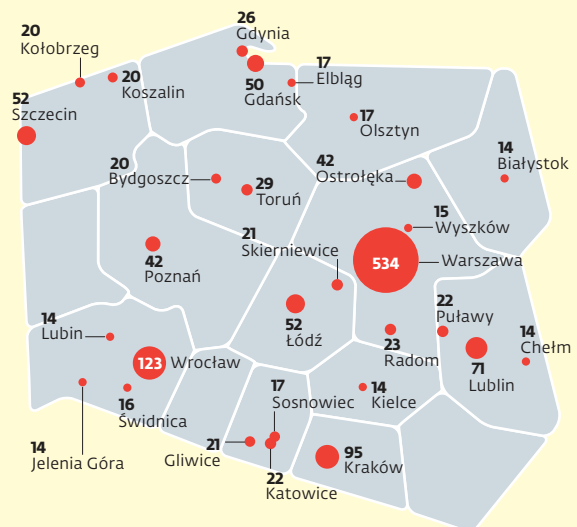 20
Kołobrzeg
26
Gdynia
20
Koszalin
50
Gdańsk
17
Elbląg
52
Szczecin
17
Olsztyn
20
Bydgoszcz
29
Toruń
42
Ostrołęka
14
Białystok
15
Wyszków
42
Poznań
21
Skierniewice
534
Warszawa
52
Łódź
23
Radom
22
Puławy
71
Lublin
14
Chełm
14
Lubin
123 Wrocław
16
Świdnica
14
Jelenia Góra
17
Sosnowiec
14
Kielce
21
Gliwice
22
Katowice
95
Kraków